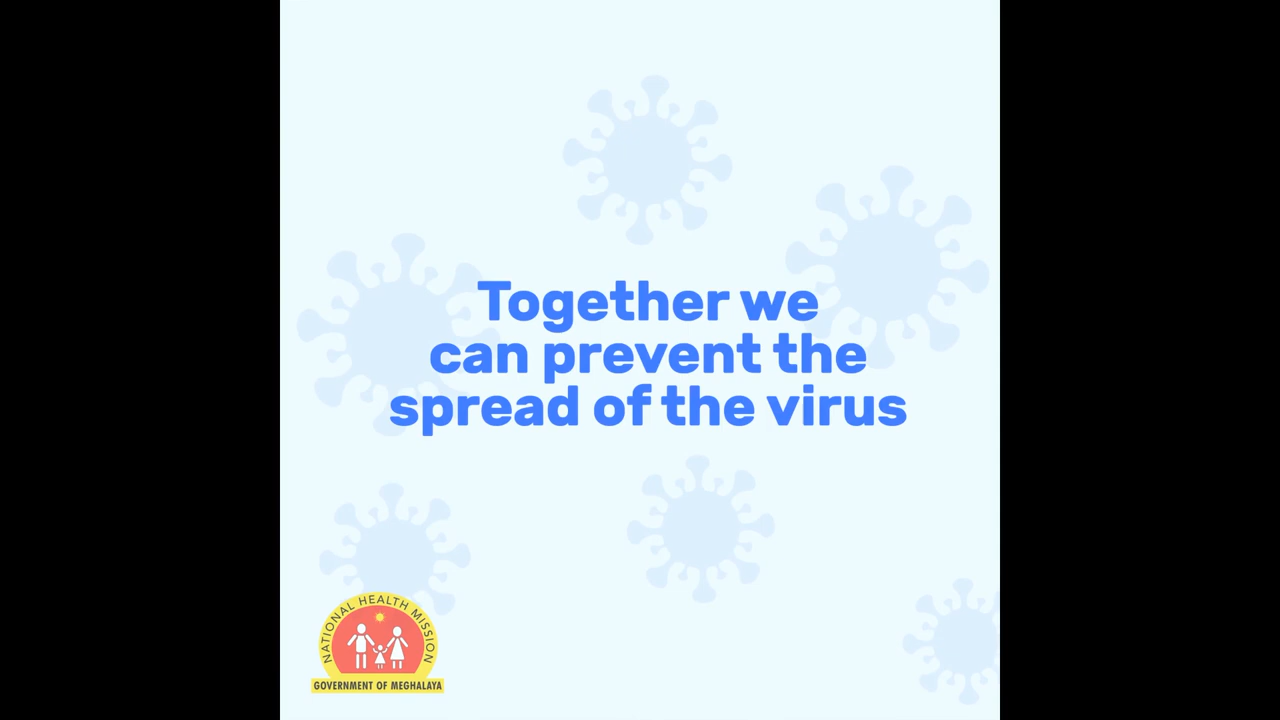 Together we
can prevent the
spread of the virus
NATIONAL HEALTH MISSION
GOVERNMENT OF MEGHALAYA